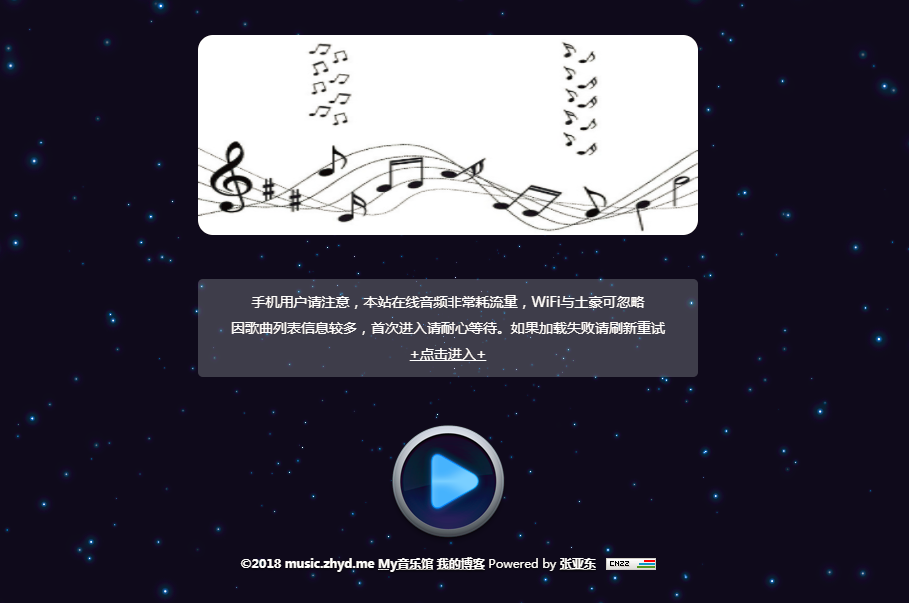 手机用户请注意，本站在线音频非常耗流量，WiFi与土豪可忽略
因歌曲列表信息较多，首次进入请耐心等待。如果加载失败请刷新重试
+点击进入+
©2018 music.zhyd.me My音乐馆 我的博客 Powered by 张亚东 CNZZ